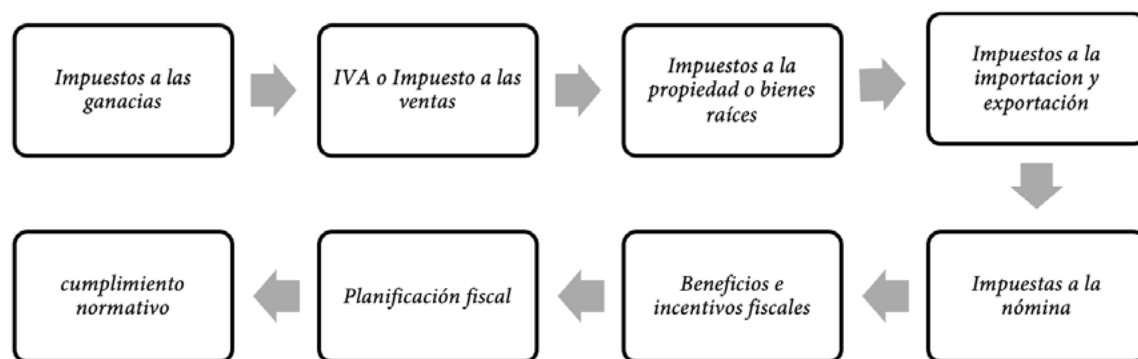 Impuestos a las
ganacias
IVA o Impuesto a las
ventas
Impuestos a la
propiedad o bienes
raíces
Impuestos a la
importacion y
exportación
Impuestas a la
nómina
Beneficios e
incentivos fiscales
Planificación fiscal
cumplimiento
normativo